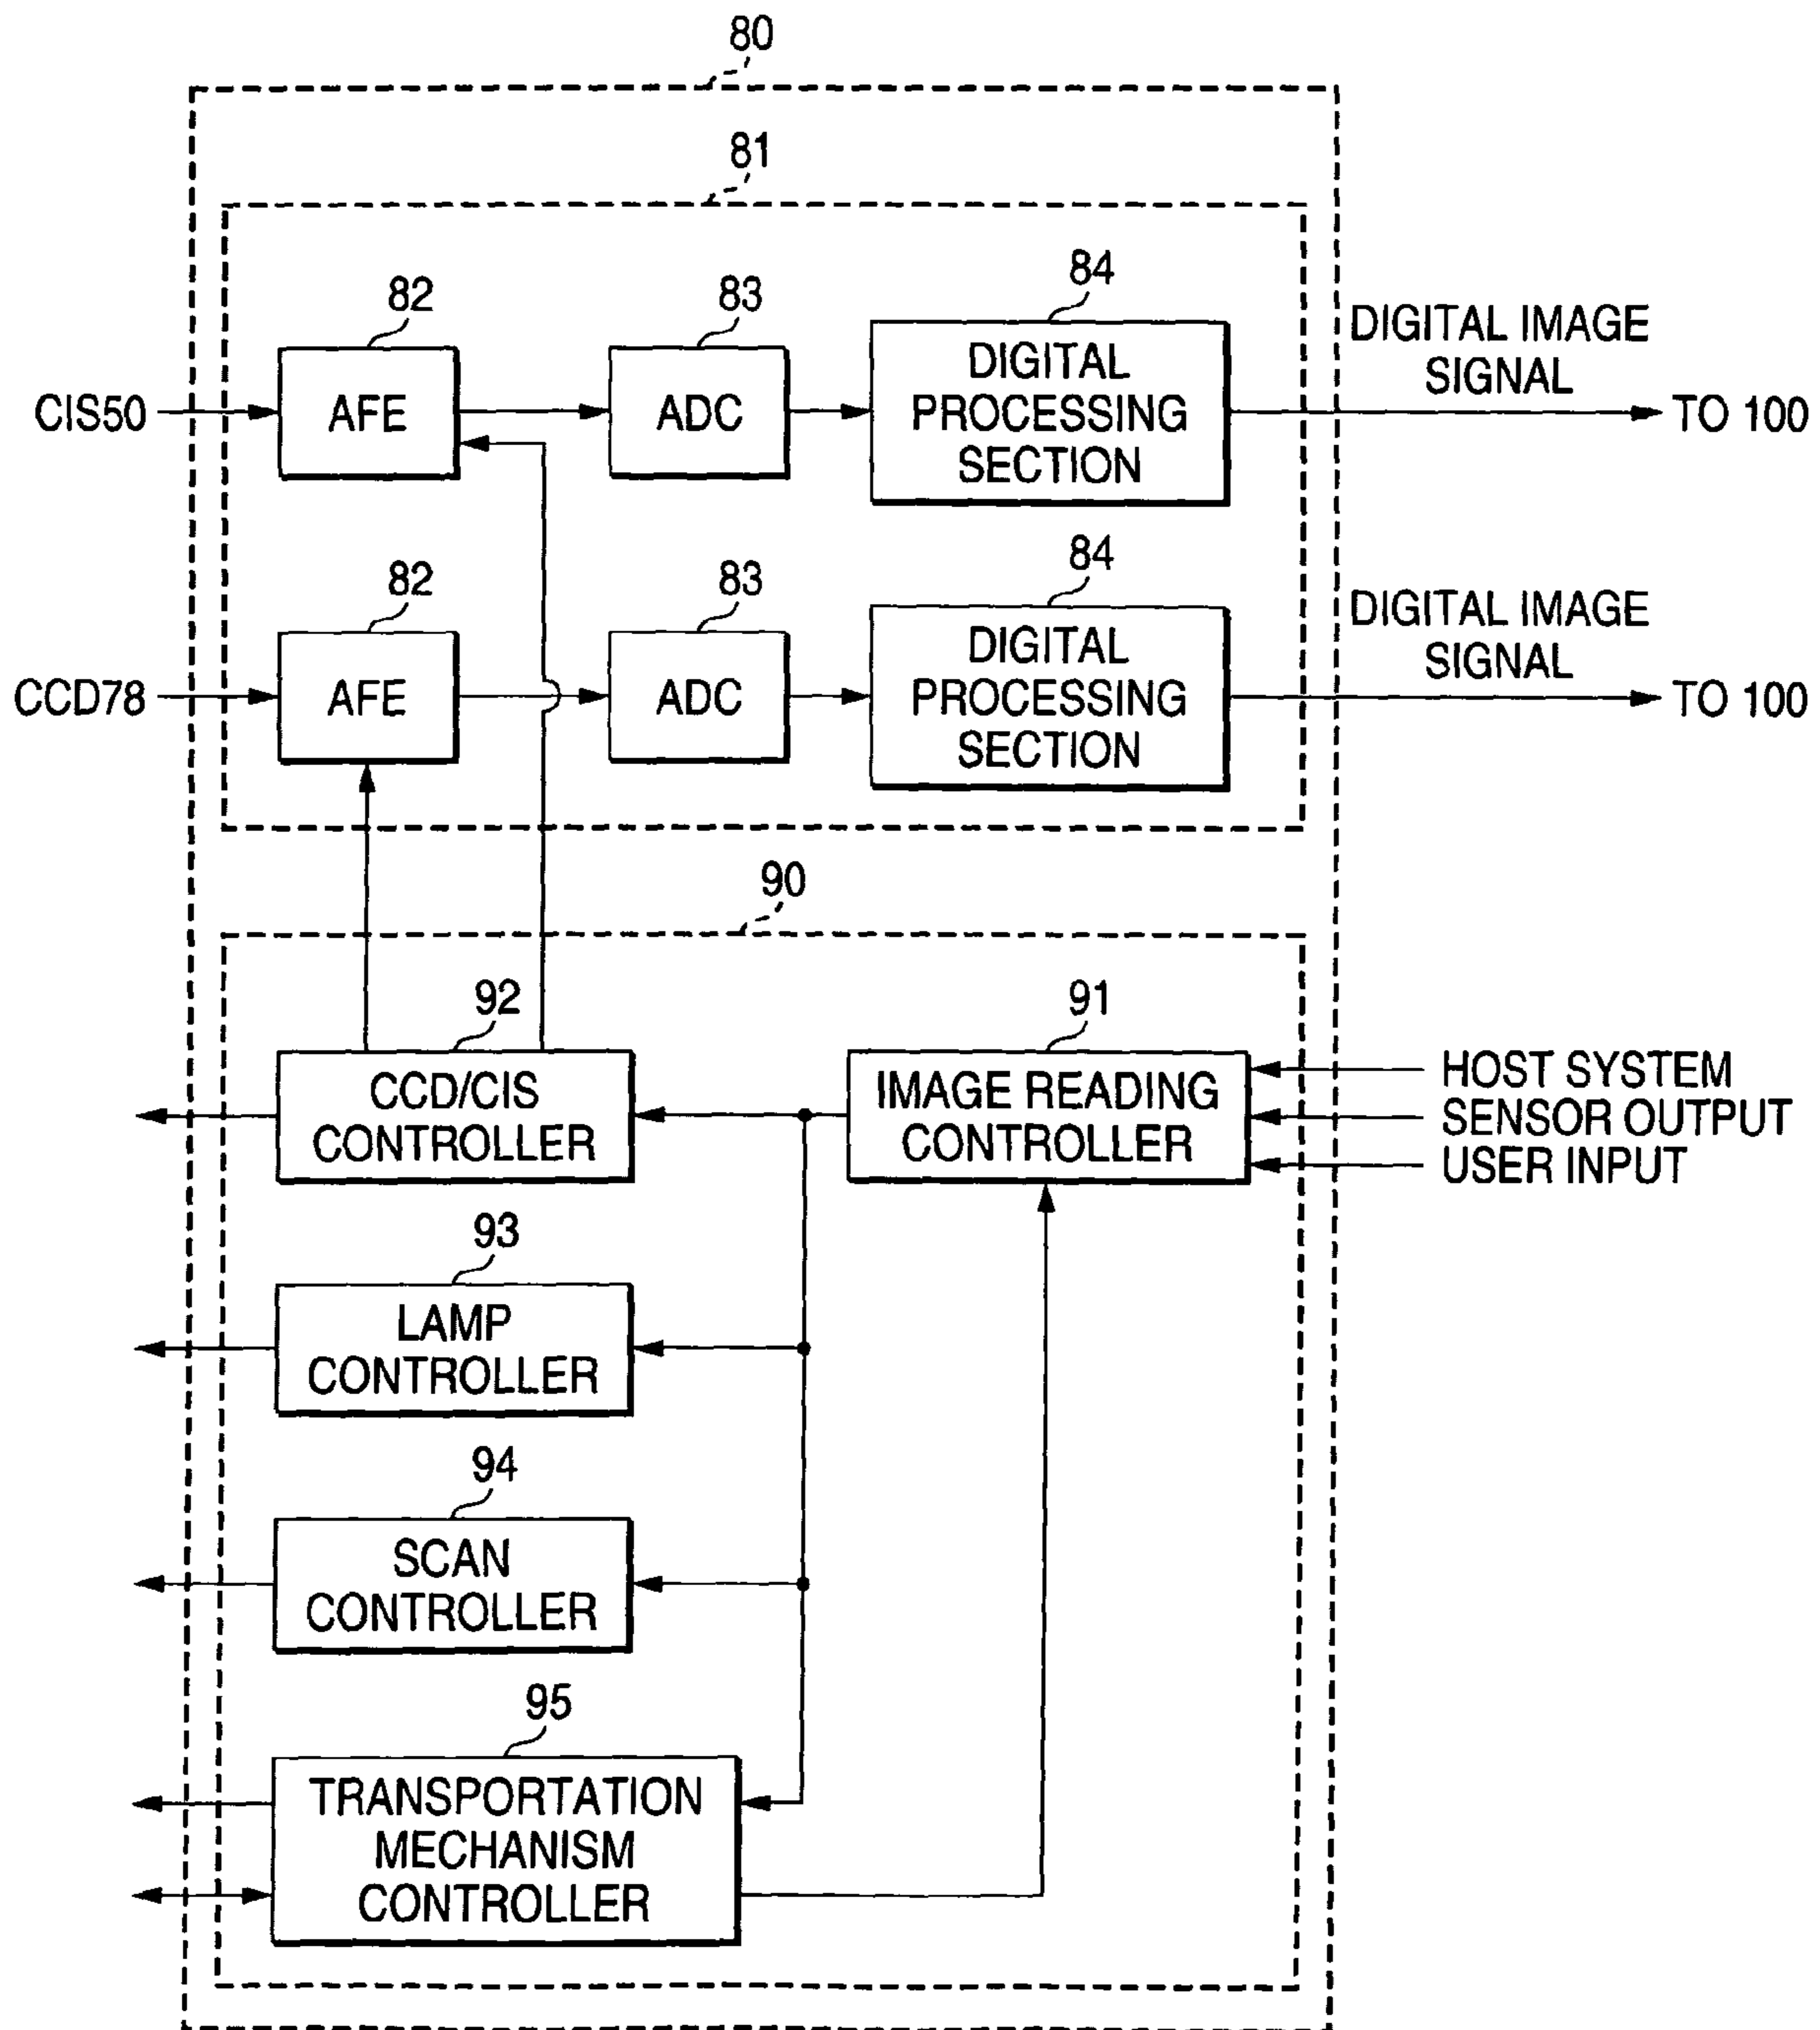 80
81
82
83
84
CIS50
AFE
ADC
DIGITAL
PROCESSING
SECTION
DIGITAL IMAGE
SIGNAL
TO 100
82
83
84
CCD78
AFE
ADC
DIGITAL
PROCESSING
SECTION
DIGITAL IMAGE
SIGNAL
TO 100
90
92
91
CCD/CIS
CONTROLLER
IMAGE READING
CONTROLLER
HOST SYSTEM
SENSOR OUTPUT
USER INPUT
93
LAMP
CONTROLLER
94
SCAN
CONTROLLER
95
TRANSPORTATION
MECHANISM
CONTROLLER